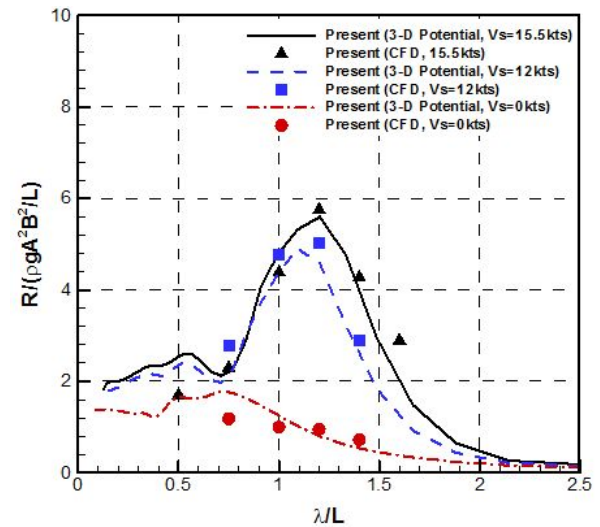 Present (3-D Potential, Vs=15.5kts)
Present (CFD, 15.5kts)
Present (3-D Potential, Vs=12kts)
Present (CFD, Vs=12kts)
Present (3-D Potential, Vs=0kts)
Present (CFD, Vs=0kts)
10
8
6
4
2
0
R/(ρgA²B²/L)
0 0.5 1 1.5 2 2.5
λ/L